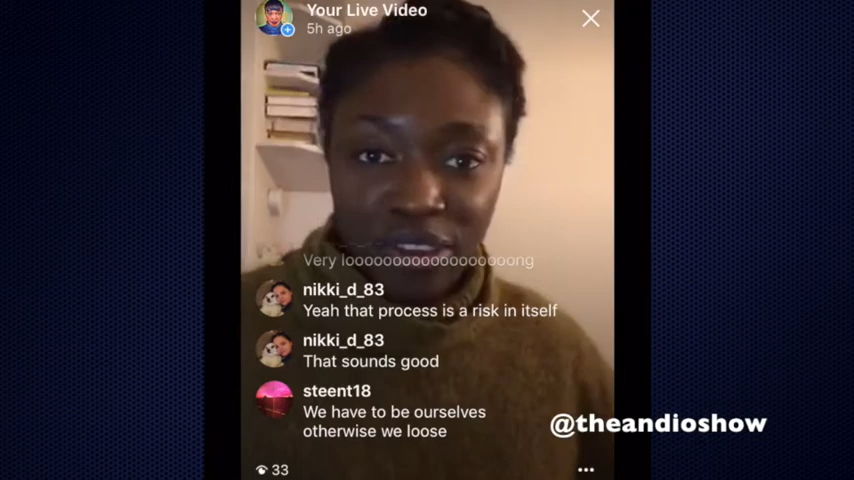 Your Live Video
5h ago
Very looooooooooooooooooong
nikki_d_83
Yeah that process is a risk in itself
nikki_d_83
That sounds good
steent18
We have to be ourselves
otherwise we loose
@theandioshow
33